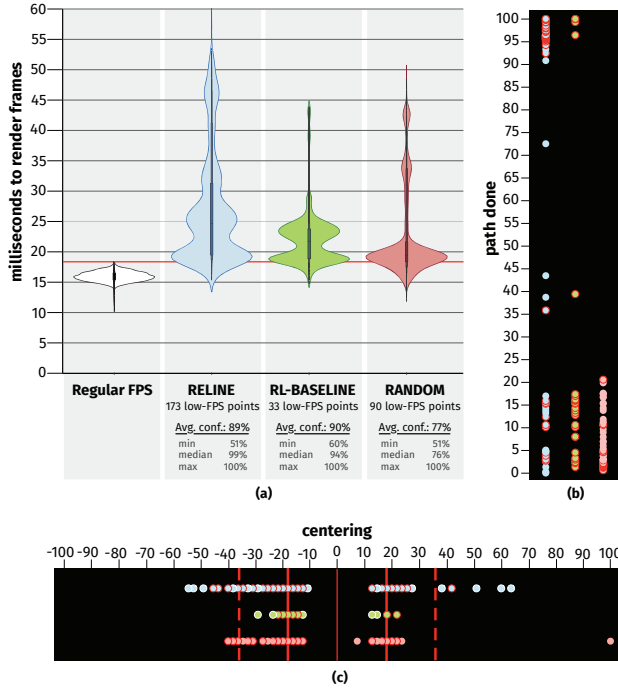 milliseconds to render frames
60
55
50
45
40
35
30
25
20
15
10
5
0
Regular FPS
RELINE
173 low-FPS points
Avg. conf.: 89%
min 51%
median 99%
max 100%
RL-BASELINE
33 low-FPS points
Avg. conf.: 90%
min 60%
median 94%
max 100%
RANDOM
90 low-FPS points
Avg. conf.: 77%
min 51%
median 76%
max 100%
(a)
path done
100
95
90
85
80
75
70
65
60
55
50
45
40
35
30
25
20
15
10
5
0
(b)
centering
-100 -90 -80 -70 -60 -50 -40 -30 -20 -10 0 10 20 30 40 50 60 70 80 90 100
(c)